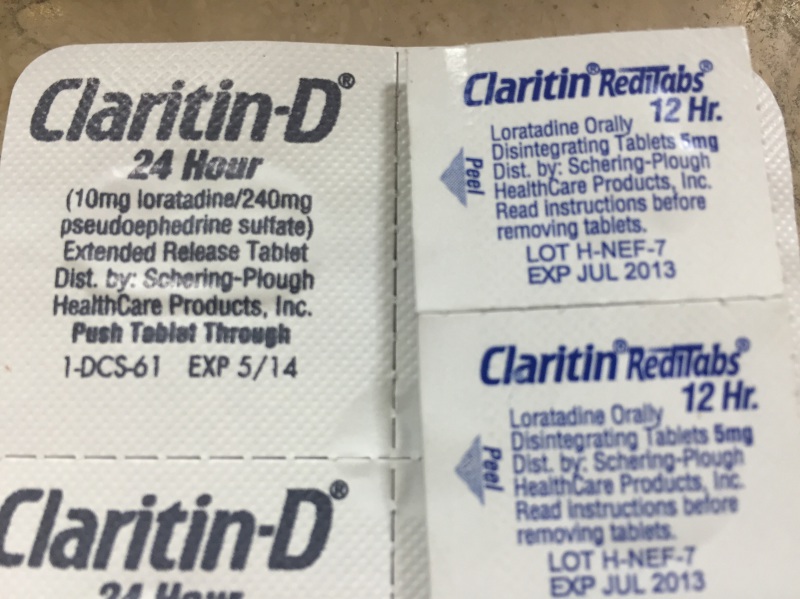 Claritin-D®
24 Hour
(10mg loratadine/240mg
pseudoephedrine sulfate)
Extended Release Tablet
Dist. by: Schering-Plough
HealthCare Products, Inc.
Push Tablet Through
1-DCS-61 EXP 5/14
Claritin-D®
24 Hour
Claritin® RediTabs®
12 Hr.
Loratadine Orally
Disintegrating Tablets 5mg
Dist. by: Schering-Plough
HealthCare Products, Inc.
Read instructions before
removing tablets.
Peel
LOT H-NEF-7
EXP JUL 2013
Claritin® RediTabs®
12 Hr.
Loratadine Orally
Disintegrating Tablets 5mg
Dist. by: Schering-Plough
HealthCare Products, Inc.
Read instructions before
removing tablets.
Peel
LOT H-NEF-7
EXP JUL 2013